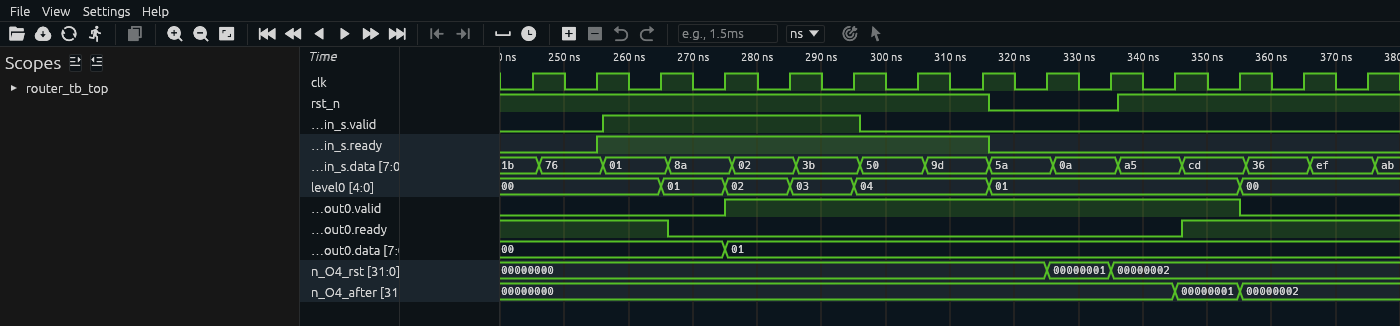 File View Settings Help
e.g., 1.5ms ns
Scopes
router_tb_top
Time
0 ns 250 ns 260 ns 270 ns 280 ns 290 ns 300 ns 310 ns 320 ns 330 ns 340 ns 350 ns 360 ns 370 ns 380
clk
rst_n
…in_s.valid
…in_s.ready
…in_s.data [7:0 1b 76 01 8a 02 3b 50 9d 5a 0a a5 cd 36 ef ab
level0 [4:0] 00 01 02 03 04 01 00
…out0.valid
…out0.ready
…out0.data [7:0 00 01
n_O4_rst [31:0] 00000000 00000001 00000002
n_O4_after [31 00000000 00000001 00000002